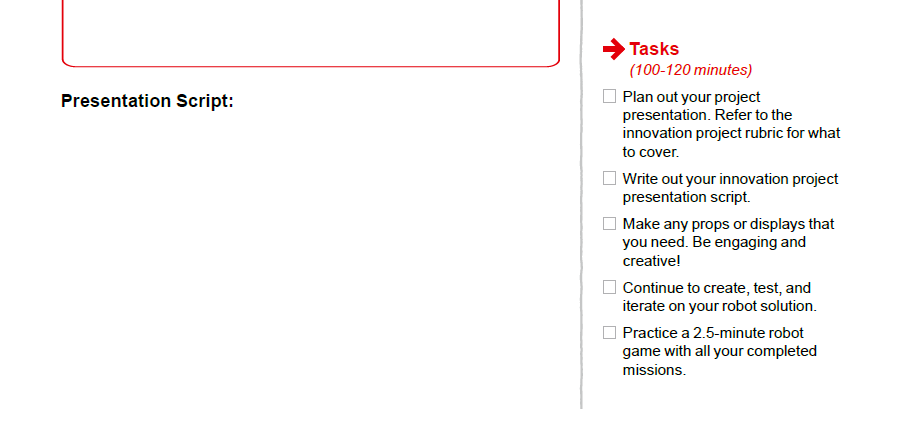 Presentation Script:
Tasks
(100-120 minutes)
Plan out your project
presentation. Refer to the
innovation project rubric for what
to cover.
Write out your innovation project
presentation script.
Make any props or displays that
you need. Be engaging and
creative!
Continue to create, test, and
iterate on your robot solution.
Practice a 2.5-minute robot
game with all your completed
missions.